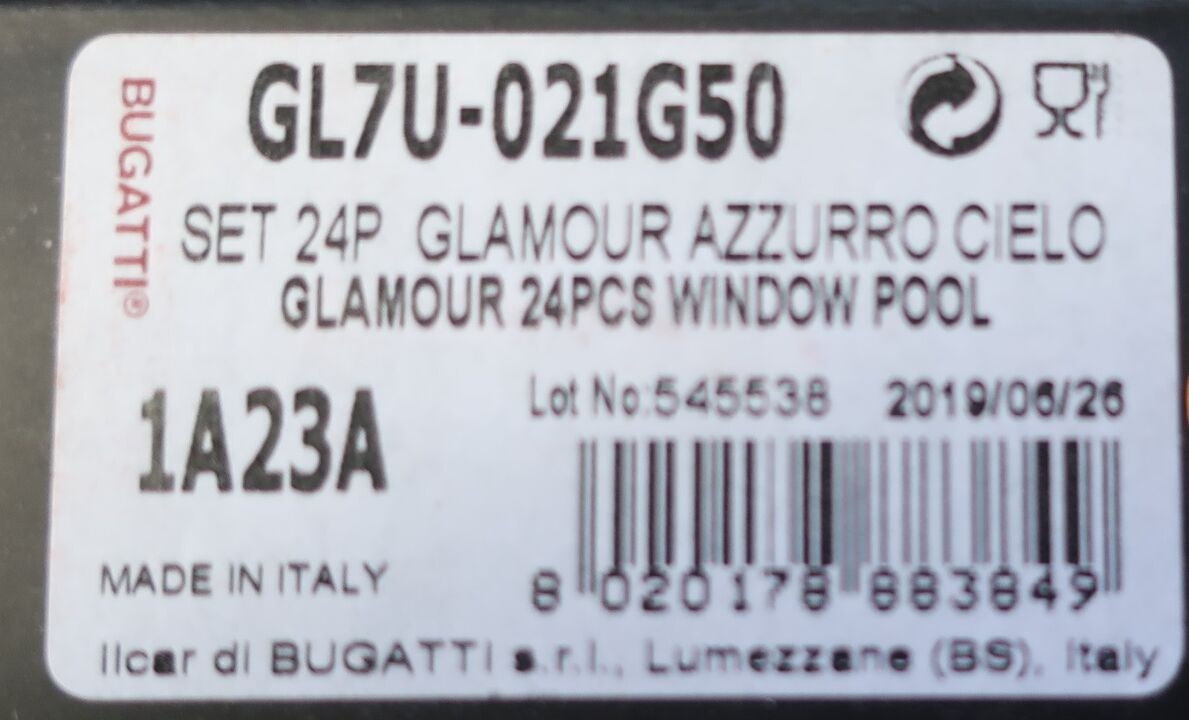 BUGATTI®
GL7U-021G50
SET 24P GLAMOUR AZZURRO CIELO
GLAMOUR 24PCS WINDOW POOL
1A23A
Lot No:545538 2019/06/26
8 020178 883849
MADE IN ITALY
Ilcar di BUGATTI s.r.l., Lumezzane (BS), Italy